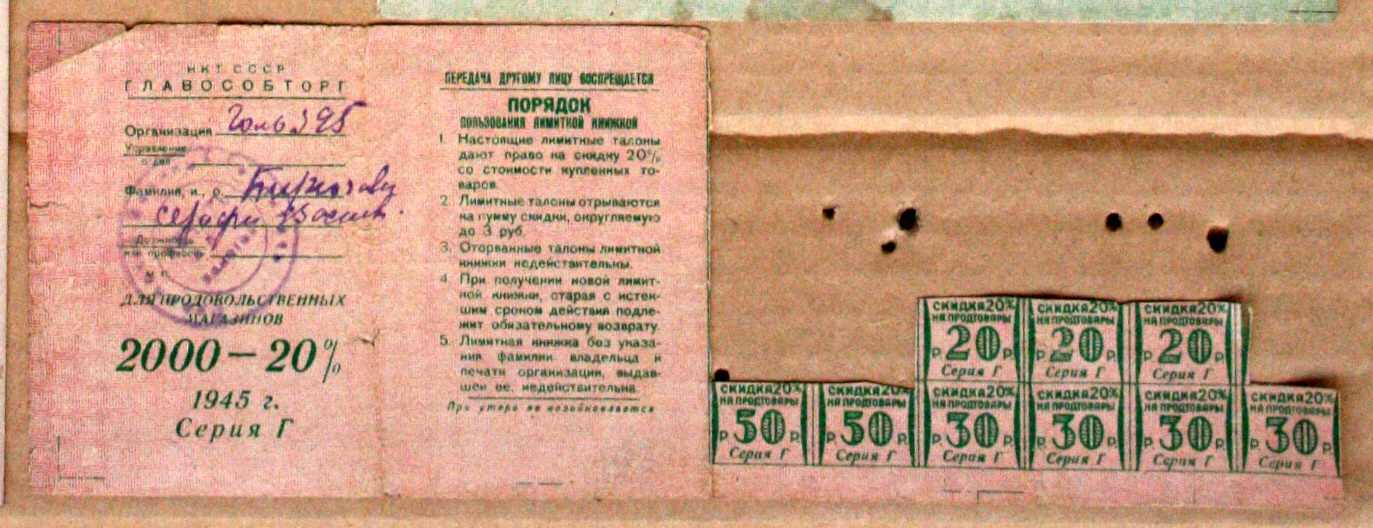 НКТ СССР
ГЛАВОСОБТОРГ
Организация
Управление
Фамилия, и., о.
Должность
или профессия
ДЛЯ ПРОДОВОЛЬСТВЕННЫХ
МАГАЗИНОВ
2000 — 20%
1945 г.
Серия Г
ПЕРЕДАЧА ДРУГОМУ ЛИЦУ ВОСПРЕЩАЕТСЯ
ПОРЯДОК
ПОЛЬЗОВАНИЯ ЛИМИТНОЙ КНИЖКОЙ
1. Настоящие лимитные талоны
дают право на скидку 20%
со стоимости купленных то-
варов.
2. Лимитные талоны отрываются
на сумму скидки, округляемую
до 3 руб.
3. Оторванные талоны лимитной
книжки недействительны.
4. При получении новой лимит-
ной книжки, старая с истек-
шим сроком действия подле-
жит обязательному возврату.
5. Лимитная книжка без указа-
ния фамилии владельца и
печати организации, выдав-
шей ее, недействительна.
При утере не возобновляется
СКИДКА 20% СКИДКА 20% СКИДКА 20%
НА ПРОДТОВАРЫ НА ПРОДТОВАРЫ НА ПРОДТОВАРЫ
Р. 20 Р. Р. 20 Р. Р. 20 Р.
Серия Г Серия Г Серия Г
СКИДКА 20% СКИДКА 20% СКИДКА 20% СКИДКА 20% СКИДКА 20% СКИДКА 20%
НА ПРОДТОВАРЫ НА ПРОДТОВАРЫ НА ПРОДТОВАРЫ НА ПРОДТОВАРЫ НА ПРОДТОВАРЫ НА ПРОДТОВАРЫ
Р. 50 Р. Р. 50 Р. Р. 30 Р. Р. 30 Р. Р. 30 Р. Р. 30 Р.
Серия Г Серия Г Серия Г Серия Г Серия Г Серия Г